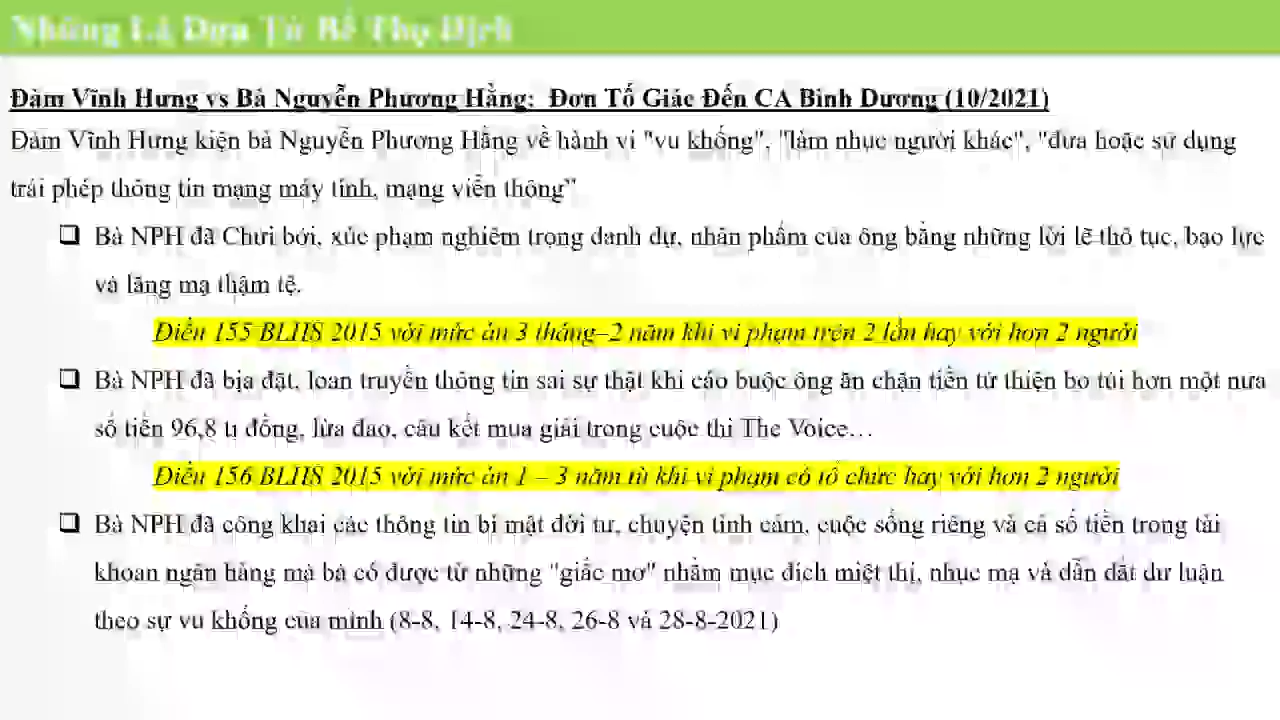 Những Lá Đơn Từ Bể Thọ Địch
Đàm Vĩnh Hưng vs Bà Nguyễn Phương Hằng: Đơn Tố Giác Đến CA Bình Dương (10/2021)
Đàm Vĩnh Hưng kiện bà Nguyễn Phương Hằng về hành vi "vu khống", "làm nhục người khác", "đưa hoặc sử dụng
trái phép thông tin mạng máy tính, mạng viễn thông"
❑ Bà NPH đã Chửi bới, xúc phạm nghiêm trọng danh dự, nhân phẩm của ông bằng những lời lẽ thô tục, bạo lực
và lăng mạ thậm tệ.
Điều 155 BLHS 2015 với mức án 3 tháng–2 năm khi vi phạm trên 2 lần hay với hơn 2 người
❑ Bà NPH đã bịa đặt, loan truyền thông tin sai sự thật khi cáo buộc ông ăn chặn tiền từ thiện bỏ túi hơn một nửa
số tiền 96,8 tỉ đồng, lừa đảo, câu kết mua giải trong cuộc thi The Voice…
Điều 156 BLHS 2015 với mức án 1 – 3 năm tù khi vi phạm có tổ chức hay với hơn 2 người
❑ Bà NPH đã công khai các thông tin bí mật đời tư, chuyện tình cảm, cuộc sống riêng và cả số tiền trong tài
khoản ngân hàng mà bà có được từ những "giấc mơ" nhằm mục đích miệt thị, nhục mạ và dẫn dắt dư luận
theo sự vu khống của mình (8-8, 14-8, 24-8, 26-8 và 28-8-2021)